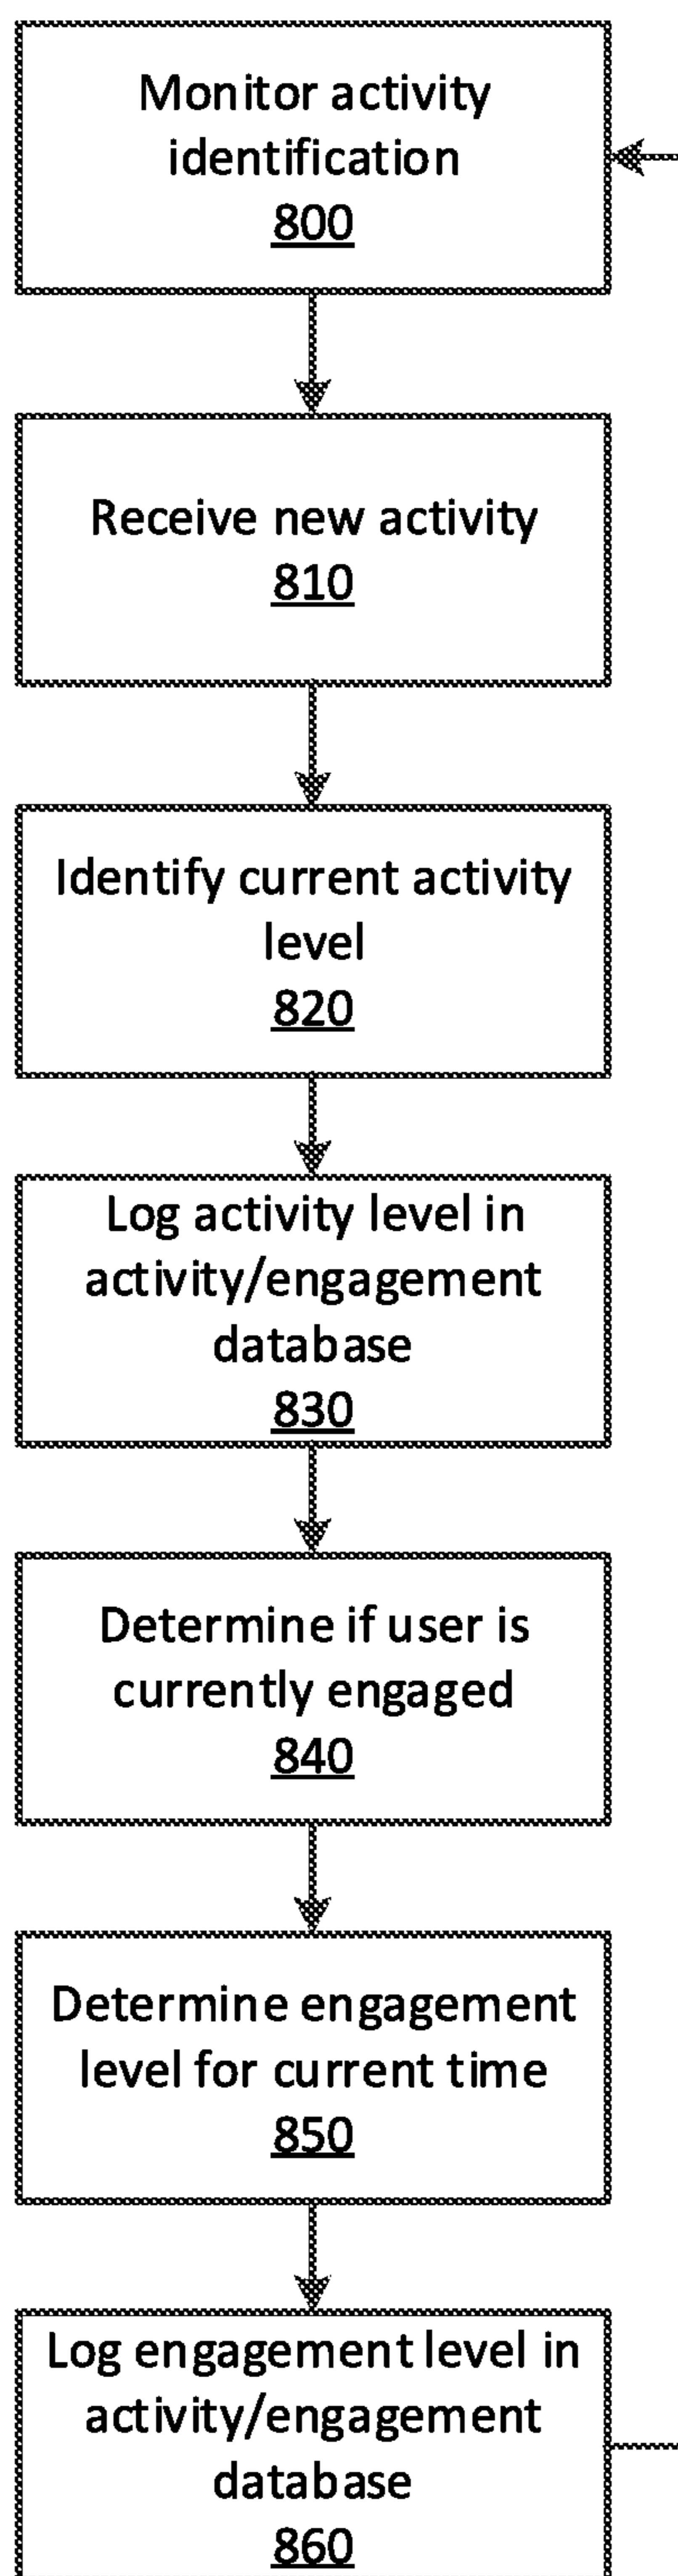 Monitor activity
identification
800
Receive new activity
810
Identify current activity
level
820
Log activity level in
activity/engagement
database
830
Determine if user is
currently engaged
840
Determine engagement
level for current time
850
Log engagement level in
activity/engagement
database
860